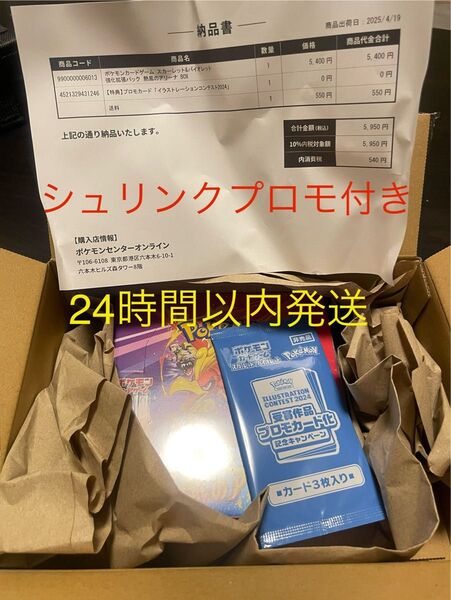 商品出荷日 : 2025/4/19
納品書
商品コード 商品名 数量 価格 商品代金合計
9900000006013 ポケモンカードゲーム スカーレット&バイオレット 強化拡張パック 熱風のアリーナ BOX 1 5,400 円 5,400 円
4521329431246 【特典】プロモカード「イラストレーションコンテスト2024」 1 0 円 0 円
送料 1 550 円 550 円
上記の通り納品いたします。
合計金額(税込) 5,950 円
10%内税対象額 5,950 円
内消費税 540 円
シュリンクプロモ付き
【購入店情報】
ポケモンセンターオンライン
〒106-6108 東京都港区六本木6-10-1
六本木ヒルズ森タワー8階
24時間以内発送
非売品
ポケモン
カードゲーム
Pokémon
ILLUSTRATION
CONTEST 2024
受賞作品
プロモカード化
記念キャンペーン
■カード3枚入り■